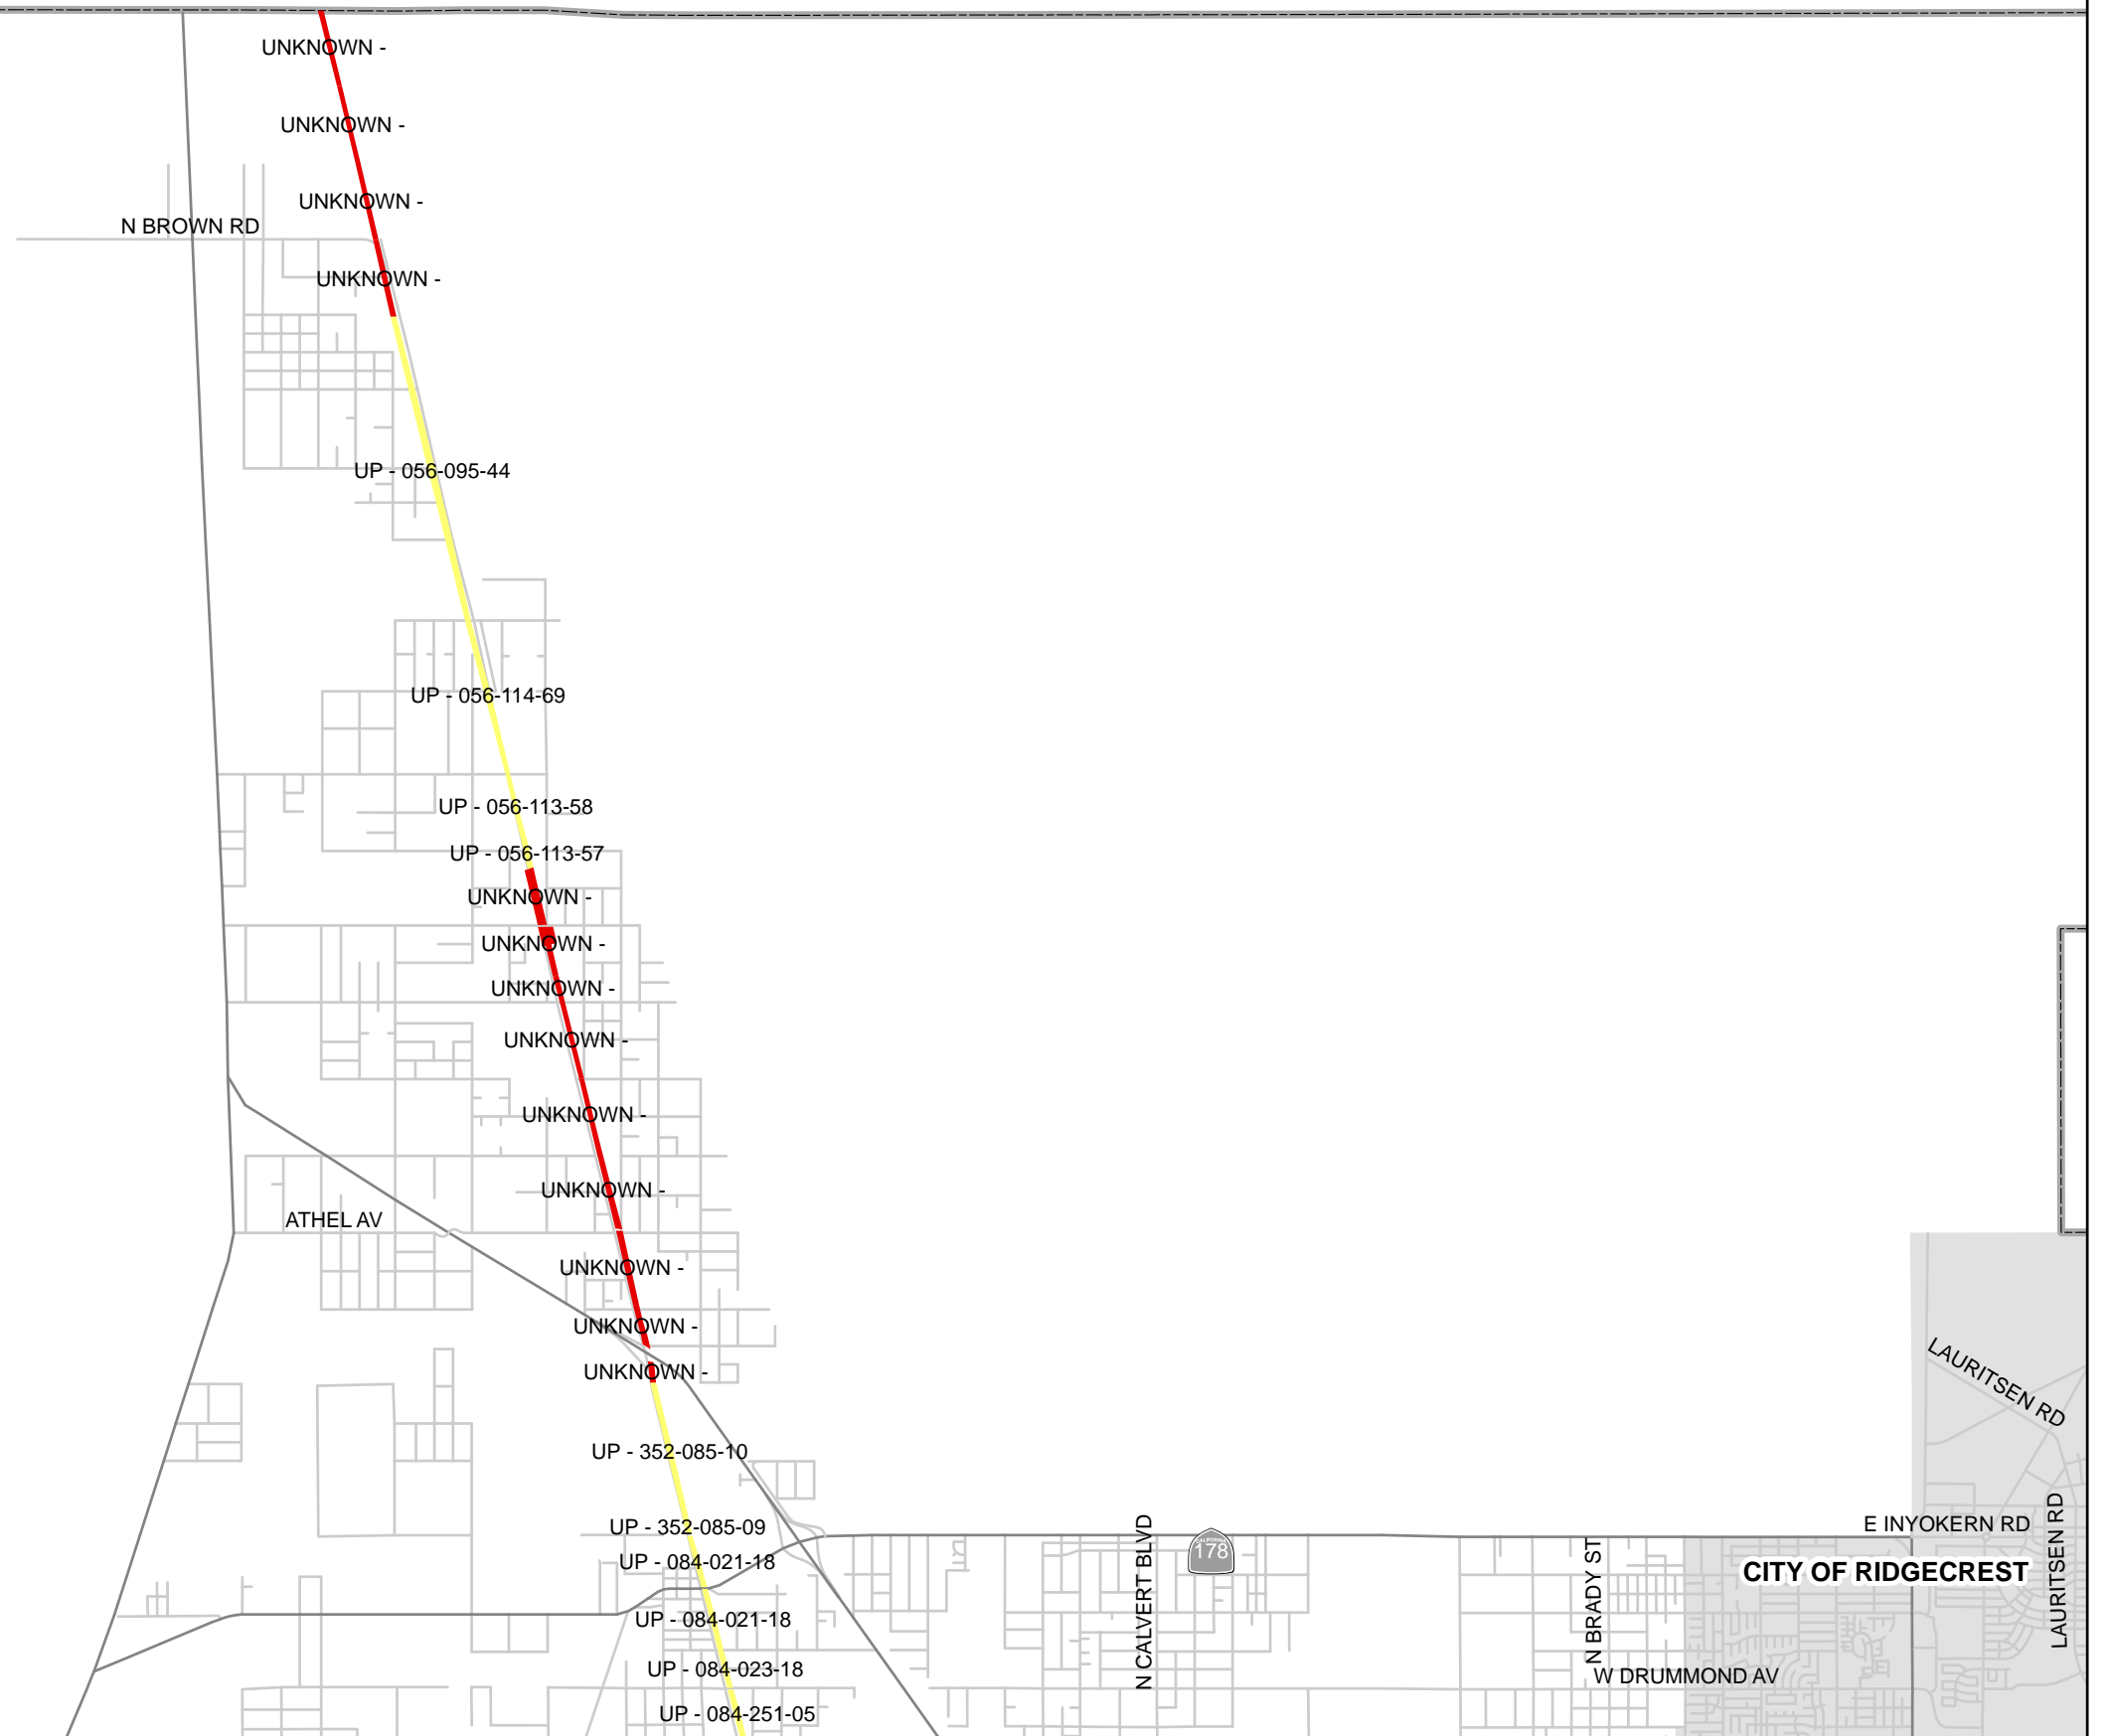 UNKNOWN -
UNKNOWN -
UNKNOWN -
N BROWN RD
UNKNOWN -
UP - 056-095-44
UP - 056-114-69
UP - 056-113-58
UP - 056-113-57
UNKNOWN -
UNKNOWN -
UNKNOWN -
UNKNOWN -
UNKNOWN -
UNKNOWN -
ATHEL AV
UNKNOWN -
UNKNOWN -
UNKNOWN -
LAURITSEN RD
UP - 352-085-10
UP - 352-085-09
E INYOKERN RD
CALIFORNIA
178
UP - 084-021-18
CITY OF RIDGECREST
N CALVERT BLVD
N BRADY ST
LAURITSEN RD
UP - 084-021-18
UP - 084-023-18
W DRUMMOND AV
UP - 084-251-05